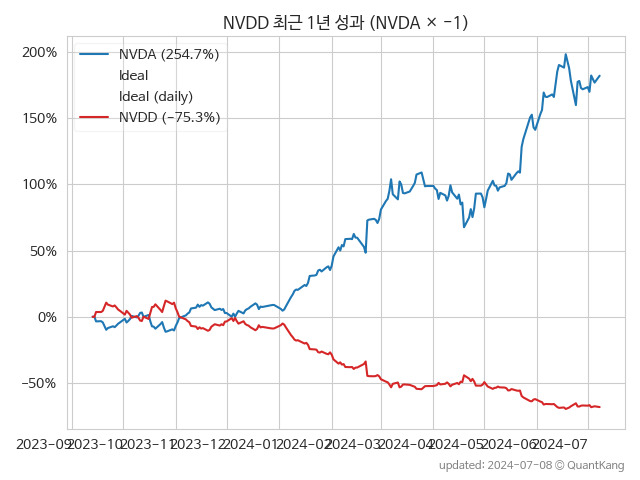 NVDD 최근 1년 성과 (NVDA × −1)
NVDA (254.7%)
Ideal
Ideal (daily)
NVDD (−75.3%)
200%
150%
100%
50%
0%
−50%
2023-09 2023-10 2023-11 2023-12 2024-01 2024-02 2024-03 2024-04 2024-05 2024-06 2024-07
updated: 2024-07-08 © QuantKang